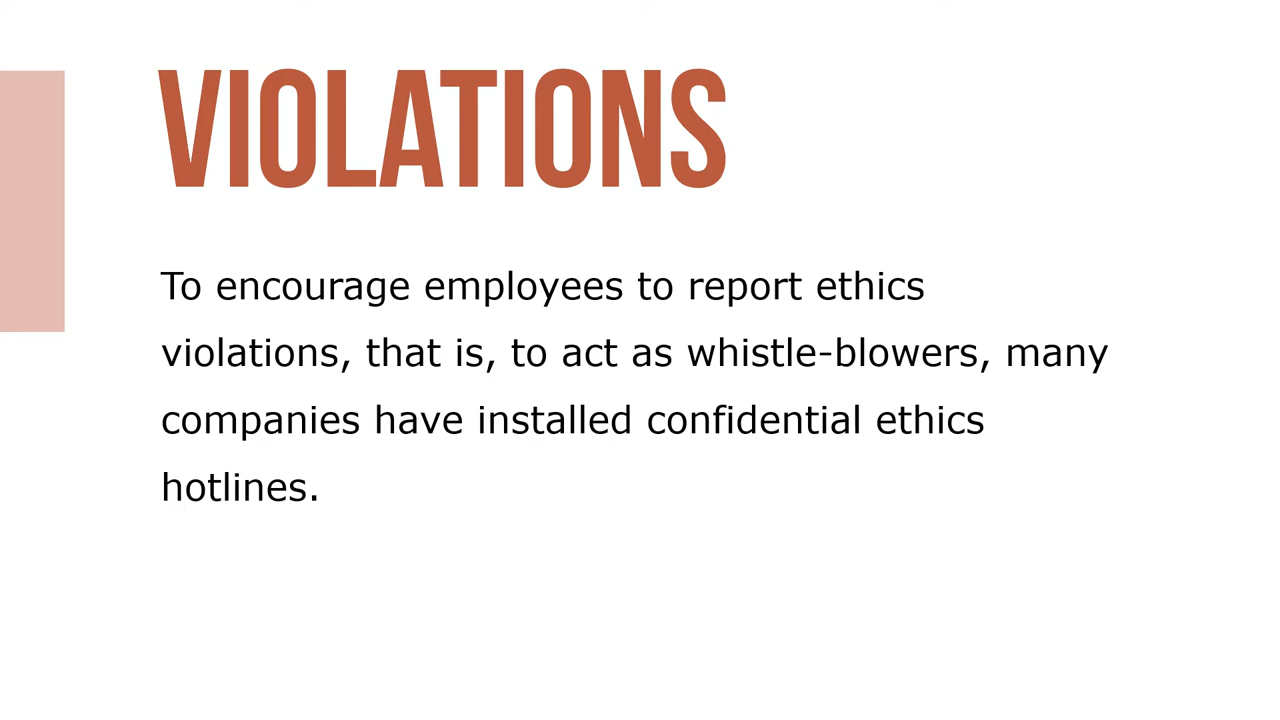 VIOLATIONS
To encourage employees to report ethics
violations, that is, to act as whistle-blowers, many
companies have installed confidential ethics
hotlines.